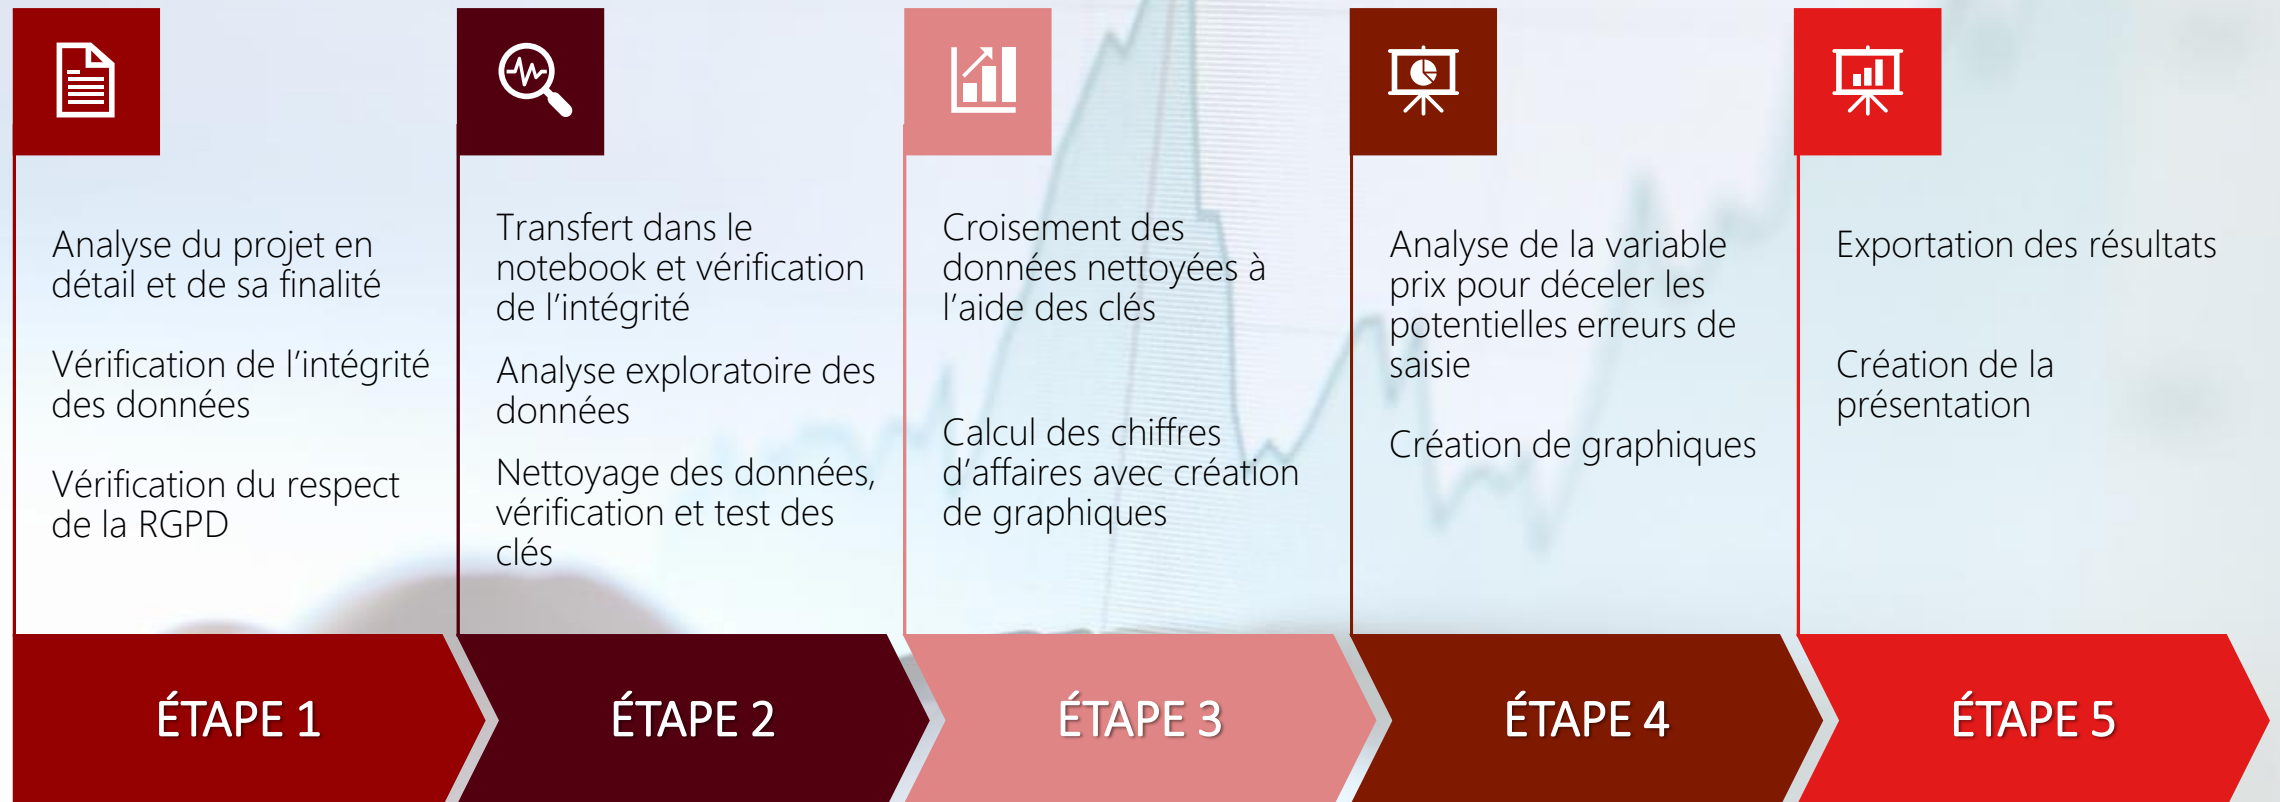 Analyse du projet en
détail et de sa finalité
Vérification de l’intégrité
des données
Vérification du respect
de la RGPD
ÉTAPE 1
Transfert dans le
notebook et vérification
de l’intégrité
Analyse exploratoire des
données
Nettoyage des données,
vérification et test des
clés
ÉTAPE 2
Croisement des
données nettoyées à
l’aide des clés
Calcul des chiffres
d’affaires avec création
de graphiques
ÉTAPE 3
Analyse de la variable
prix pour déceler les
potentielles erreurs de
saisie
Création de graphiques
ÉTAPE 4
Exportation des résultats
Création de la
présentation
ÉTAPE 5